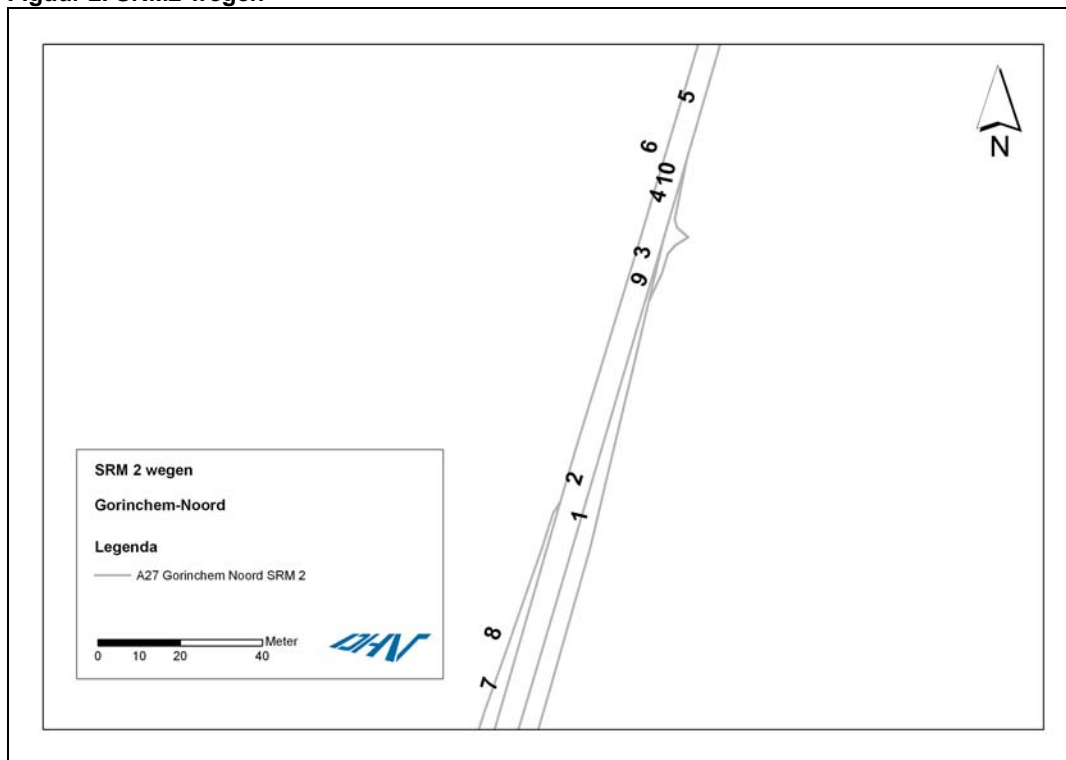 Figuur 2: SRM2 wegen
5
6
10
4
3
9
2
1
8
7
N
SRM 2 wegen
Gorinchem-Noord
Legenda
A27 Gorinchem Noord SRM 2
Meter
0 10 20 40
DHV